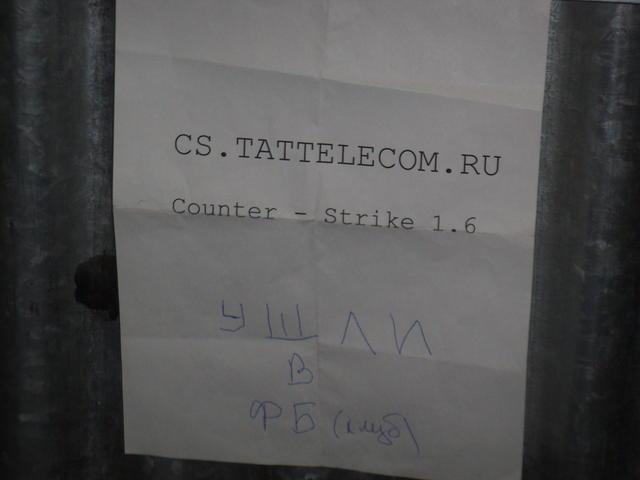 CS.TATTELECOM.RU
Counter - Strike 1.6
УШЛИ
В
ФБ (клуб)